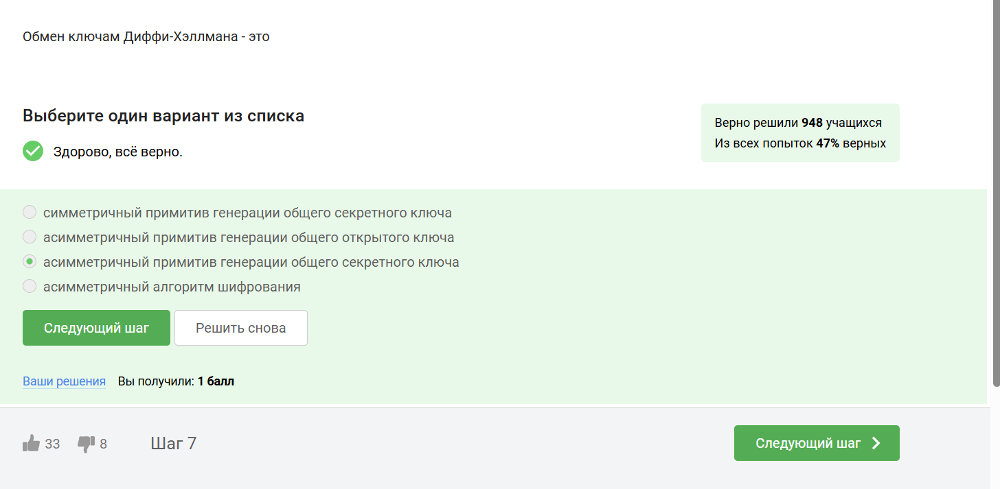 Обмен ключам Диффи-Хэллмана - это
Выберите один вариант из списка
Здорово, всё верно.
Верно решили 948 учащихся
Из всех попыток 47% верных
симметричный примитив генерации общего секретного ключа
асимметричный примитив генерации общего открытого ключа
асимметричный примитив генерации общего секретного ключа
асимметричный алгоритм шифрования
Следующий шаг
Решить снова
Ваши решения Вы получили: 1 балл
33 8 Шаг 7
Следующий шаг